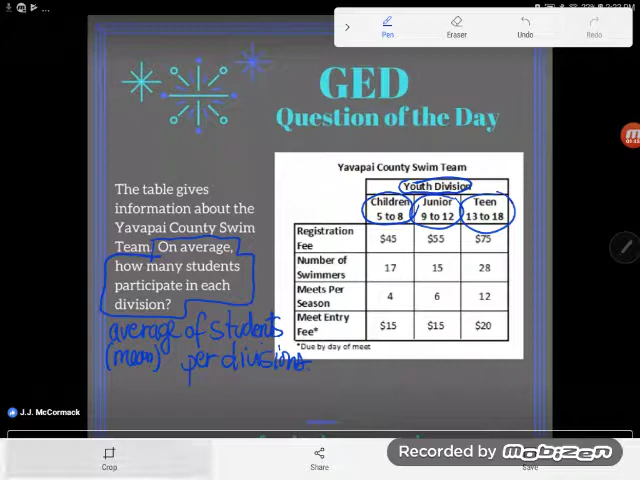 Pen
Eraser
Undo
Redo
GED
Question of the Day
The table gives
information about the
Yavapai County Swim
Team. On average,
how many students
participate in each
division?
Yavapai County Swim Team
Youth Division
Children Junior Teen
5 to 8 9 to 12 13 to 18
Registration Fee $45 $55 $75
Number of Swimmers 17 15 28
Meets Per Season 4 6 12
Meet Entry Fee* $15 $15 $20
*Due by day of meet
average of students
(mean) per divisions.
J.J. McCormack
Crop
Share
Save
Recorded by mobizen